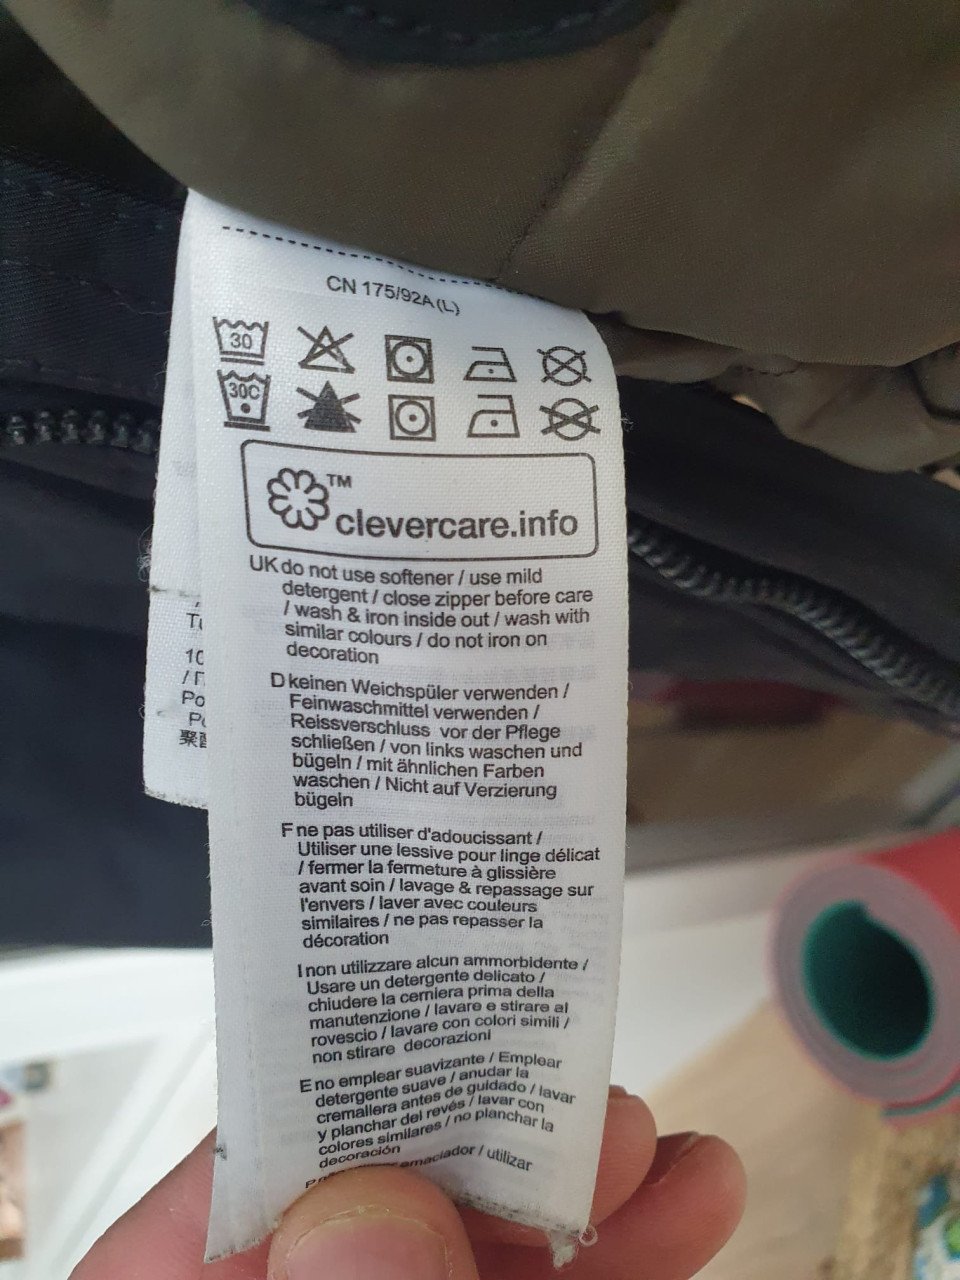 CN 175/92A(L)
30
30C
TM
clevercare.info
UK do not use softener / use mild
detergent / close zipper before care
/ wash & iron inside out / wash with
similar colours / do not iron on
decoration
D keinen Weichspüler verwenden /
Feinwaschmittel verwenden /
Reissverschluss vor der Pflege
schließen / von links waschen und
bügeln / mit ähnlichen Farben
waschen / Nicht auf Verzierung
bügeln
F ne pas utiliser d'adoucissant /
Utiliser une lessive pour linge délicat
/ fermer la fermeture à glissière
avant soin / lavage & repassage sur
l'envers / laver avec couleurs
similaires / ne pas repasser la
décoration
I non utilizzare alcun ammorbidente /
Usare un detergente delicato /
chiudere la cerniera prima della
manutenzione / lavare e stirare al
rovescio / lavare con colori simili /
non stirare decorazioni
E no emplear suavizante / Emplear
detergente suave / anudar la
cremallera antes de guidado / lavar
y planchar del revés / lavar con
colores similares / no planchar la
decoración
P amaciador / utilizar
10
/ П
Po
Po
聚